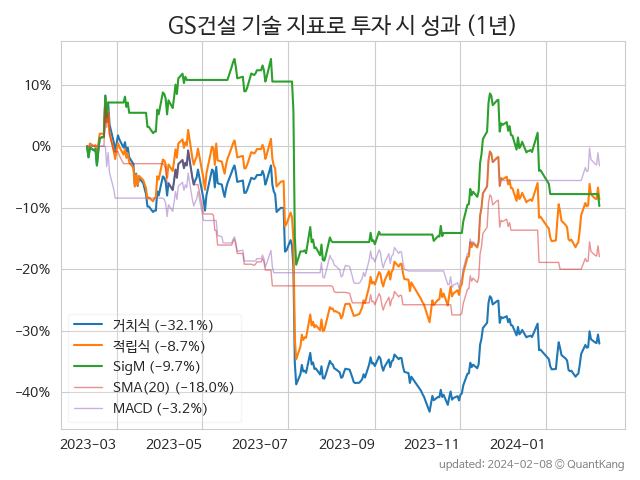 GS건설 기술 지표로 투자 시 성과 (1년)
10%
0%
−10%
−20%
−30%
−40%
거치식 (−32.1%)
적립식 (−8.7%)
SigM (−9.7%)
SMA(20) (−18.0%)
MACD (−3.2%)
2023-03 2023-05 2023-07 2023-09 2023-11 2024-01
updated: 2024-02-08 © QuantKang